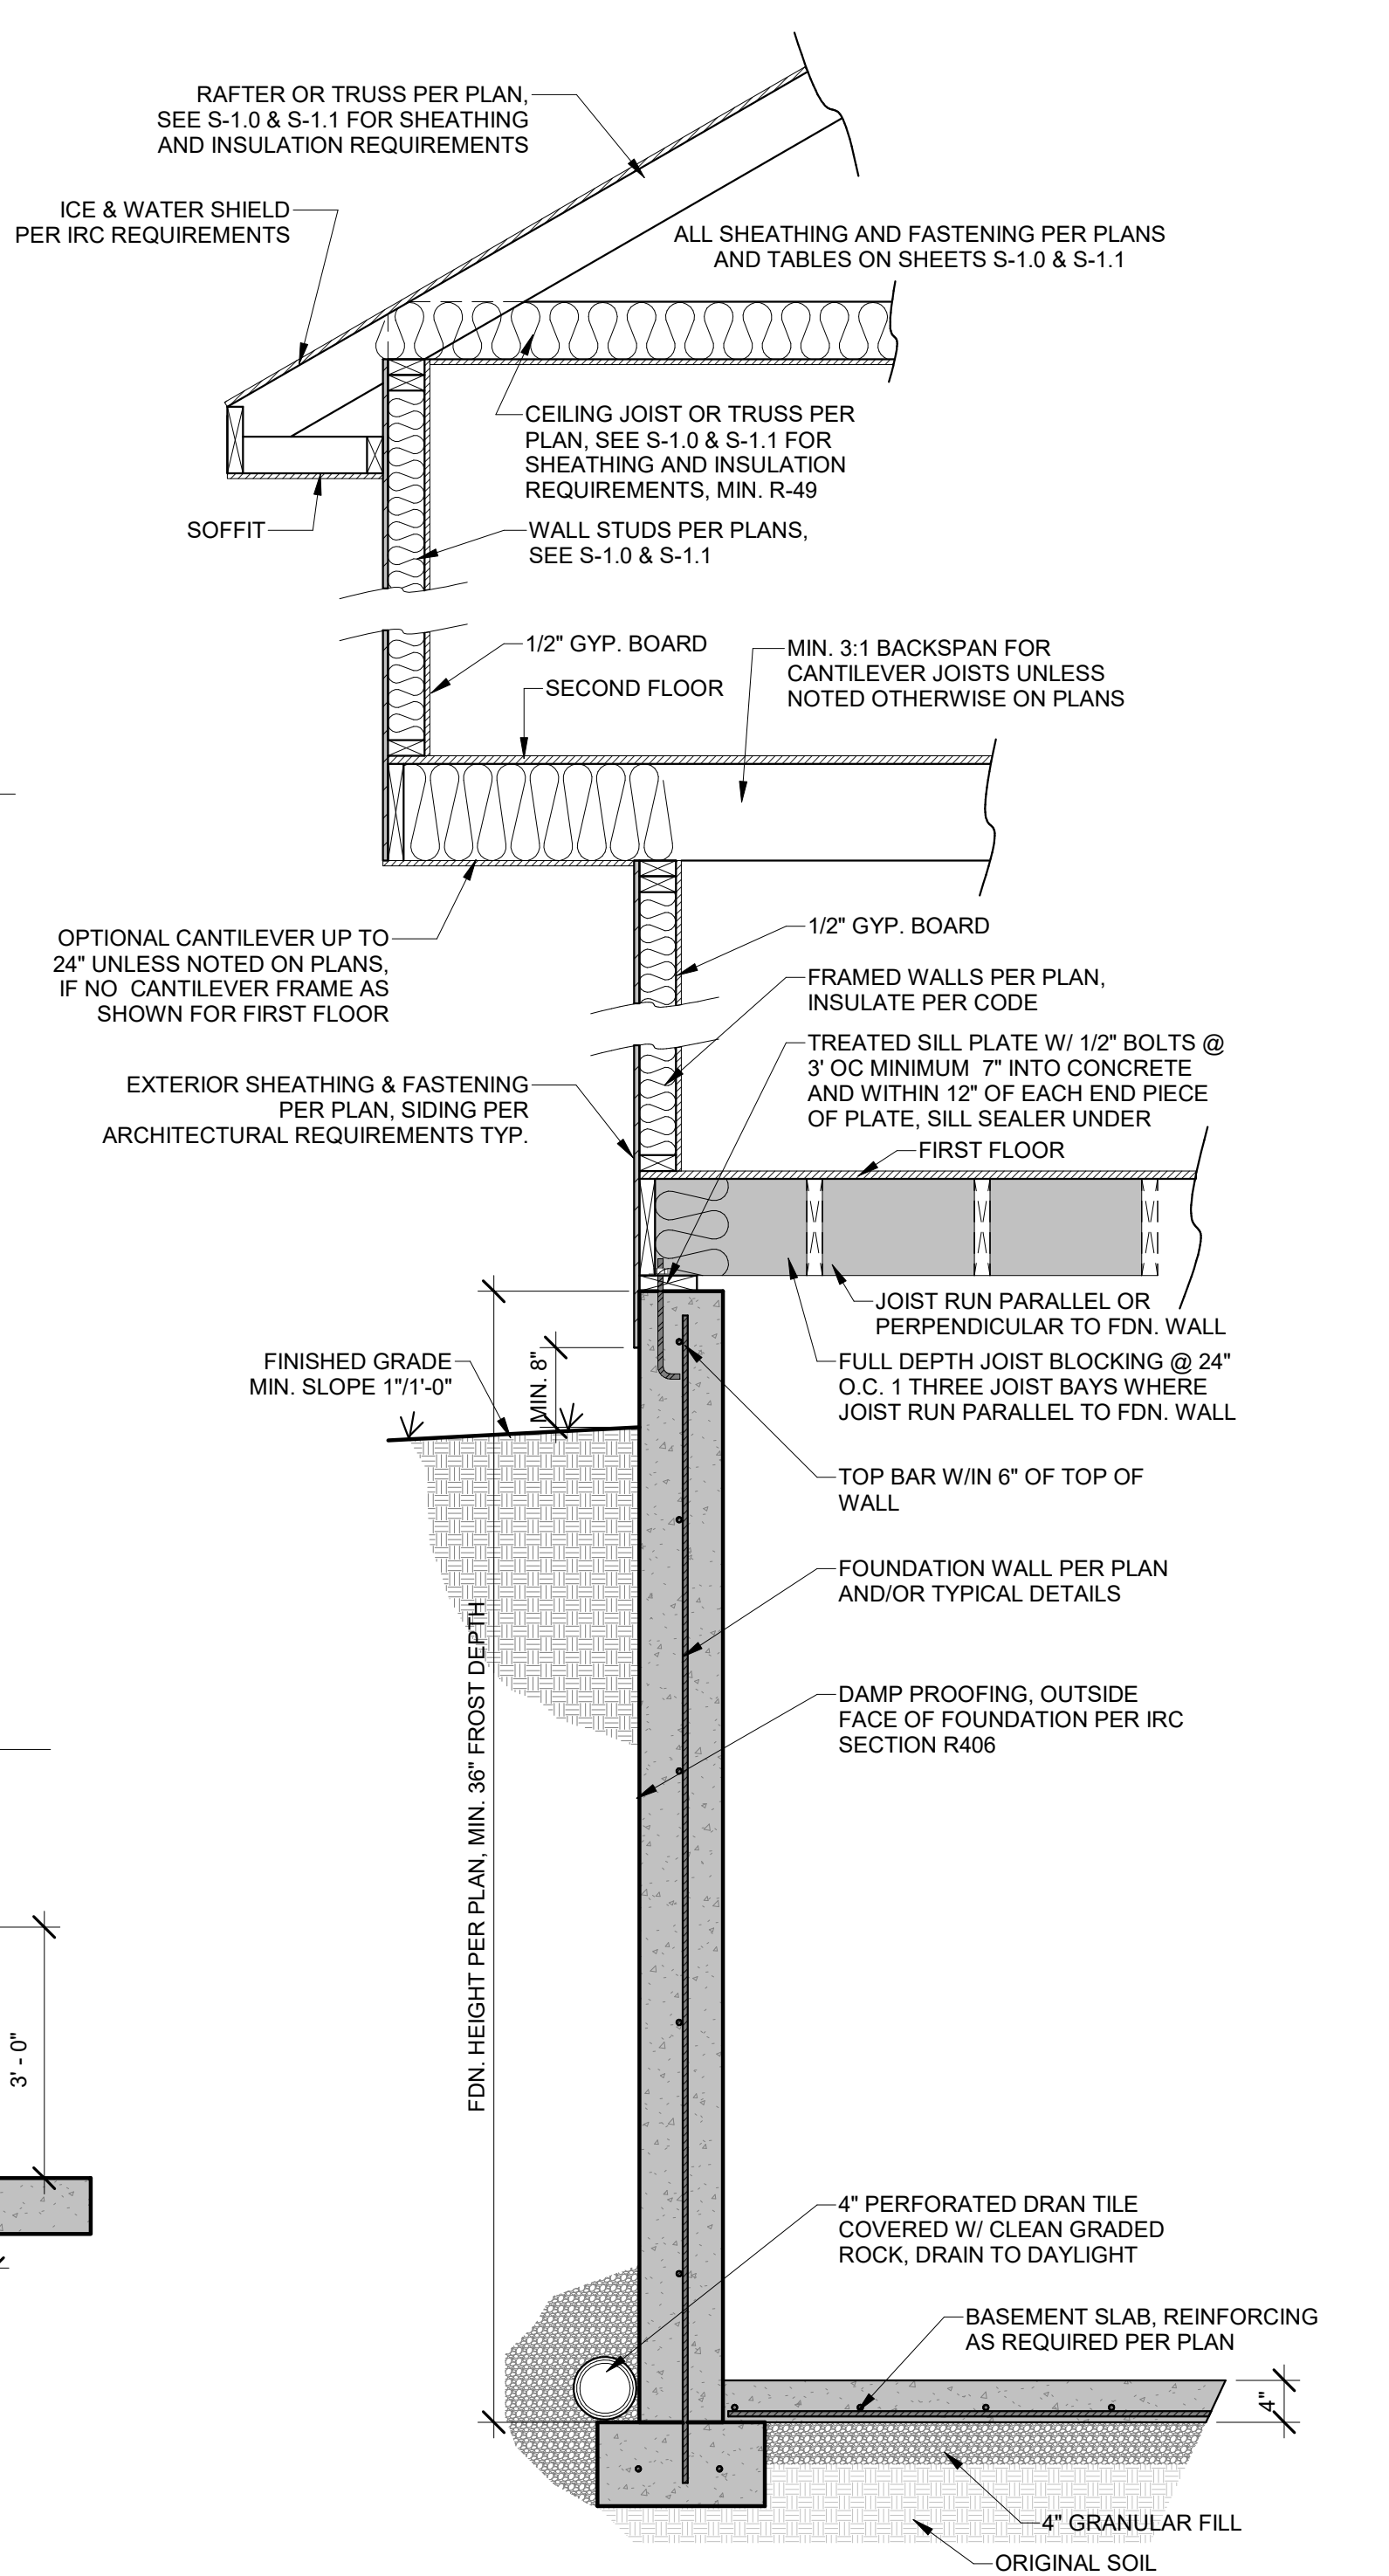 RAFTER OR TRUSS PER PLAN,
SEE S-1.0 & S-1.1 FOR SHEATHING
AND INSULATION REQUIREMENTS
ICE & WATER SHIELD
PER IRC REQUIREMENTS
ALL SHEATHING AND FASTENING PER PLANS
AND TABLES ON SHEETS S-1.0 & S-1.1
CEILING JOIST OR TRUSS PER
PLAN, SEE S-1.0 & S-1.1 FOR
SHEATHING AND INSULATION
REQUIREMENTS, MIN. R-49
SOFFIT
WALL STUDS PER PLANS,
SEE S-1.0 & S-1.1
1/2" GYP. BOARD
SECOND FLOOR
MIN. 3:1 BACKSPAN FOR
CANTILEVER JOISTS UNLESS
NOTED OTHERWISE ON PLANS
OPTIONAL CANTILEVER UP TO
24" UNLESS NOTED ON PLANS,
IF NO CANTILEVER FRAME AS
SHOWN FOR FIRST FLOOR
1/2" GYP. BOARD
FRAMED WALLS PER PLAN,
INSULATE PER CODE
TREATED SILL PLATE W/ 1/2" BOLTS @
3' OC MINIMUM 7" INTO CONCRETE
AND WITHIN 12" OF EACH END PIECE
OF PLATE, SILL SEALER UNDER
EXTERIOR SHEATHING & FASTENING
PER PLAN, SIDING PER
ARCHITECTURAL REQUIREMENTS TYP.
FIRST FLOOR
JOIST RUN PARALLEL OR
PERPENDICULAR TO FDN. WALL
FINISHED GRADE
MIN. SLOPE 1"/1'-0"
MIN. 8"
FULL DEPTH JOIST BLOCKING @ 24"
O.C. 1 THREE JOIST BAYS WHERE
JOIST RUN PARALLEL TO FDN. WALL
TOP BAR W/IN 6" OF TOP OF
WALL
FOUNDATION WALL PER PLAN
AND/OR TYPICAL DETAILS
DAMP PROOFING, OUTSIDE
FACE OF FOUNDATION PER IRC
SECTION R406
FDN. HEIGHT PER PLAN, MIN. 36" FROST DEPTH
3' - 0"
4" PERFORATED DRAN TILE
COVERED W/ CLEAN GRADED
ROCK, DRAIN TO DAYLIGHT
BASEMENT SLAB, REINFORCING
AS REQUIRED PER PLAN
4"
4" GRANULAR FILL
ORIGINAL SOIL